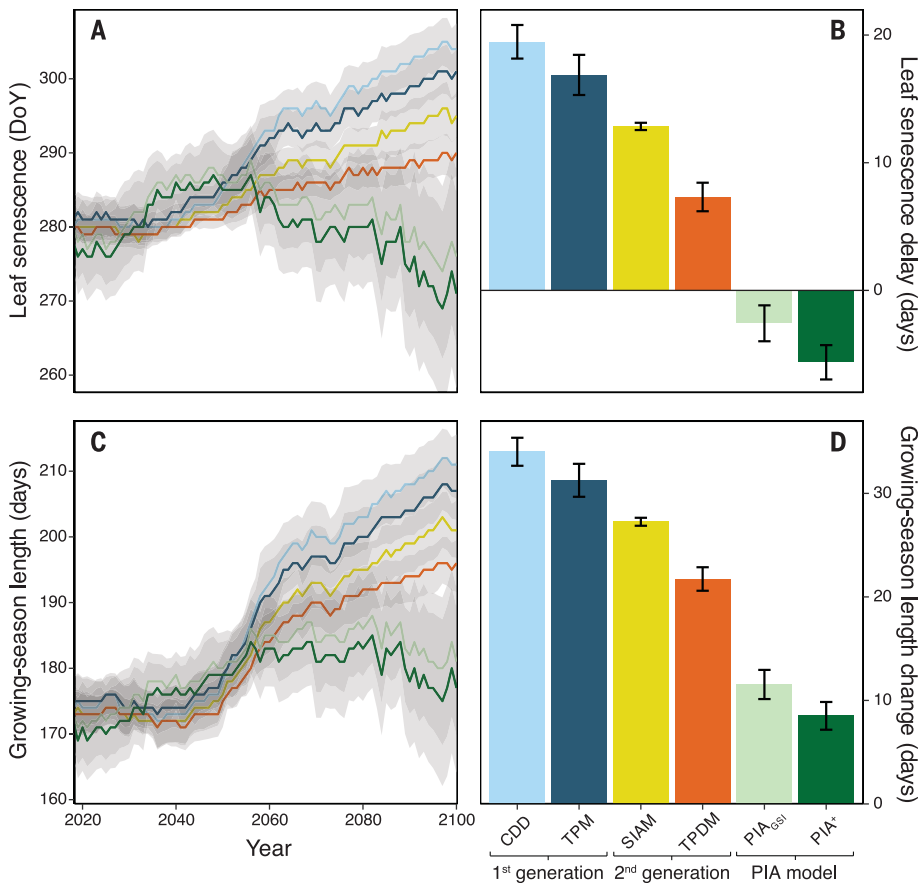 A
Leaf senescence (DoY)
300
290
280
270
260
B
20
10
0
Leaf senescence delay (days)
C
Growing-season length (days)
210
200
190
180
170
160
2020
2040
2060
2080
2100
Year
D
30
20
10
0
Growing-season length change (days)
CDD
TPM
SIAM
TPDM
PIA_GSI
PIA⁺
1st generation
2nd generation
PIA model